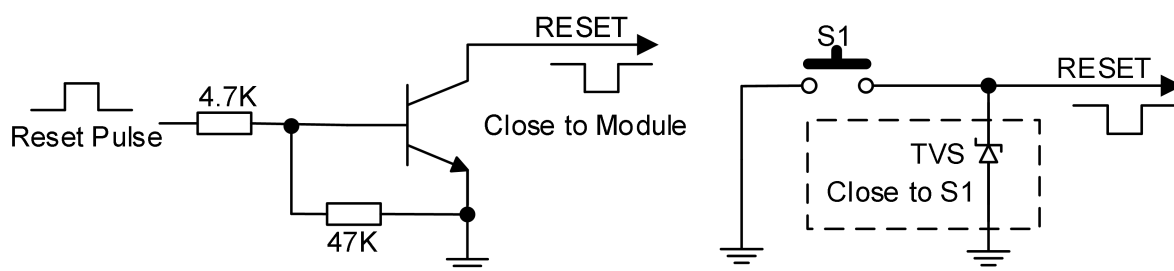 RESET
4.7K
Reset Pulse
Close to Module
47K
S1
RESET
TVS
Close to S1